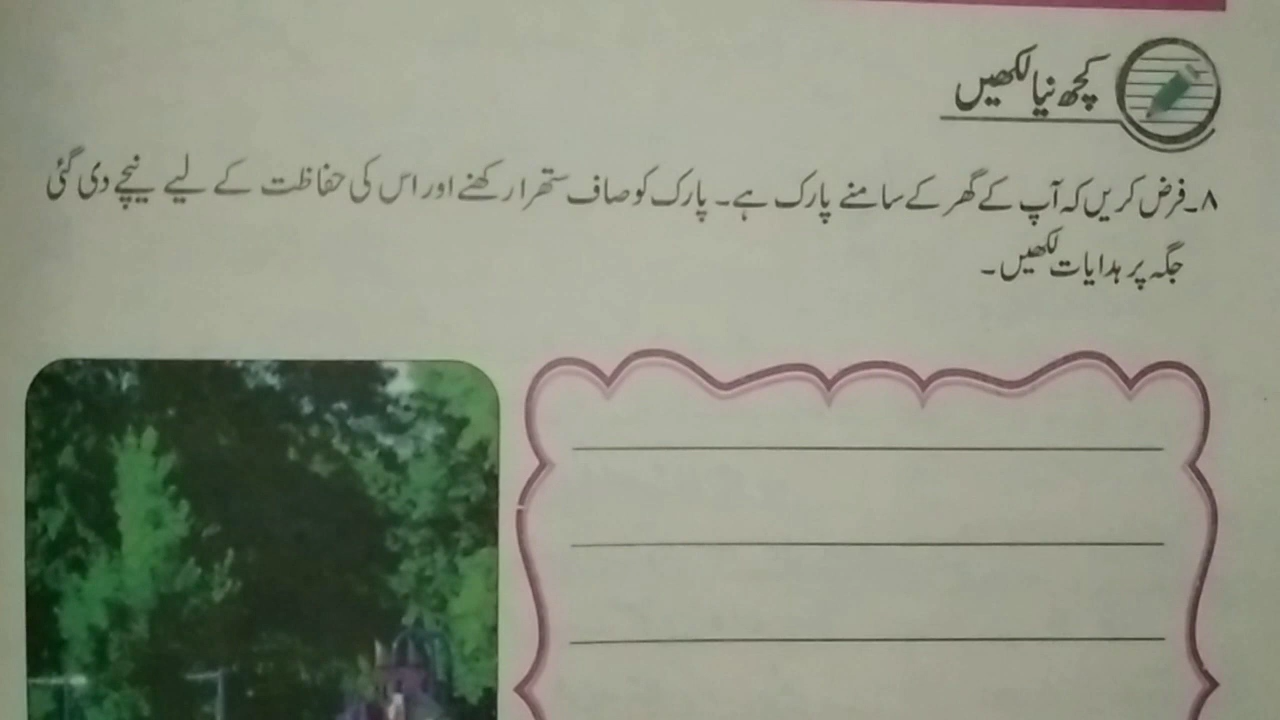 کچھ نیا لکھیں
۸۔ فرض کریں کہ آپ کے گھر کے سامنے پارک ہے۔ پارک کو صاف ستھرا رکھنے اور اس کی حفاظت کے لیے نیچے دی گئی
جگہ پر ہدایات لکھیں۔